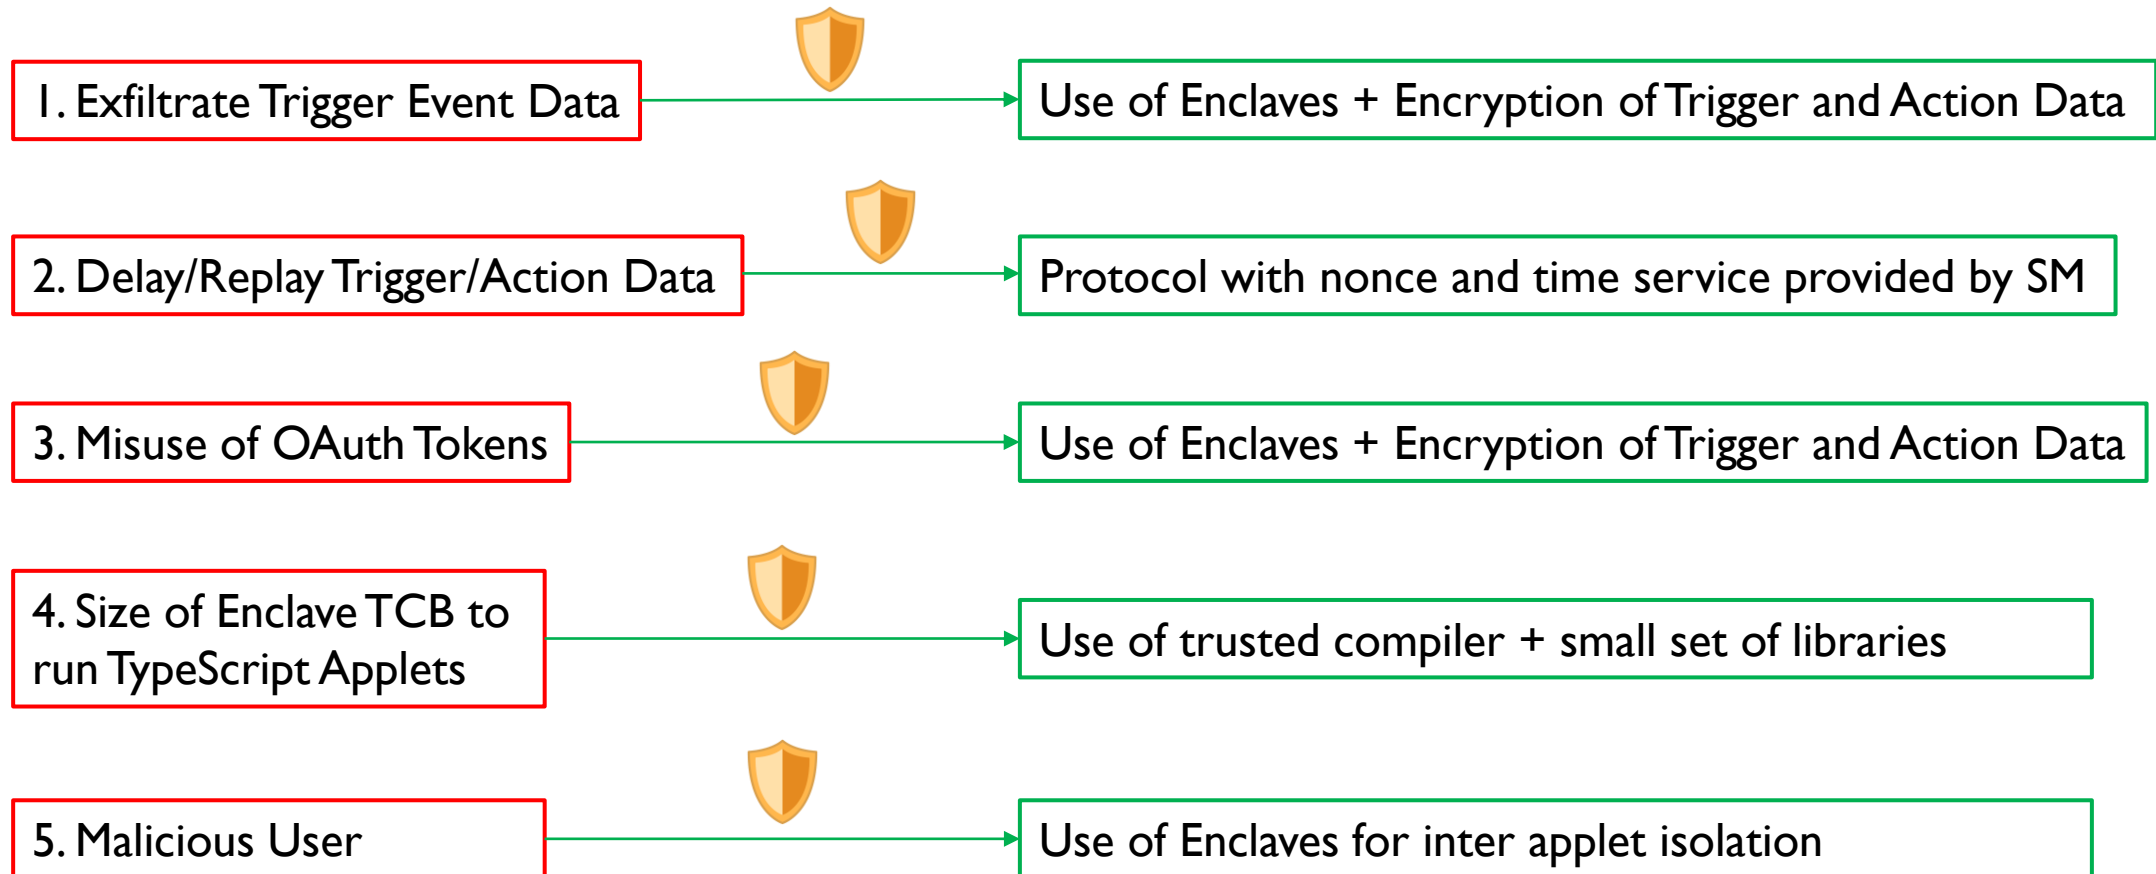 1. Exfiltrate Trigger Event Data
Use of Enclaves + Encryption of Trigger and Action Data
2. Delay/Replay Trigger/Action Data
Protocol with nonce and time service provided by SM
3. Misuse of OAuth Tokens
Use of Enclaves + Encryption of Trigger and Action Data
4. Size of Enclave TCB to
run TypeScript Applets
Use of trusted compiler + small set of libraries
5. Malicious User
Use of Enclaves for inter applet isolation